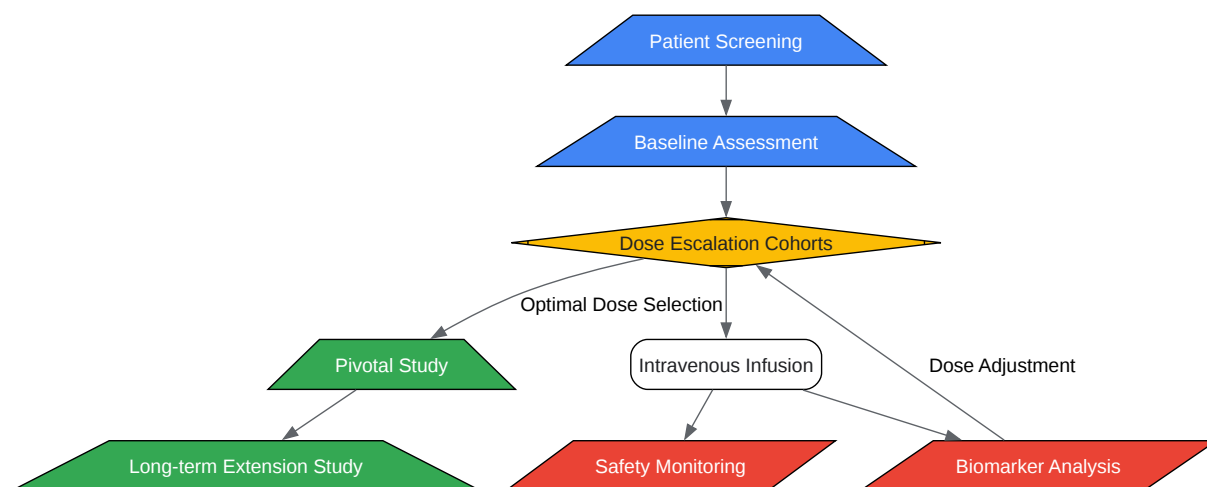 Patient Screening
Baseline Assessment
Dose Escalation Cohorts
Optimal Dose Selection
Pivotal Study
Intravenous Infusion
Dose Adjustment
Long-term Extension Study
Safety Monitoring
Biomarker Analysis